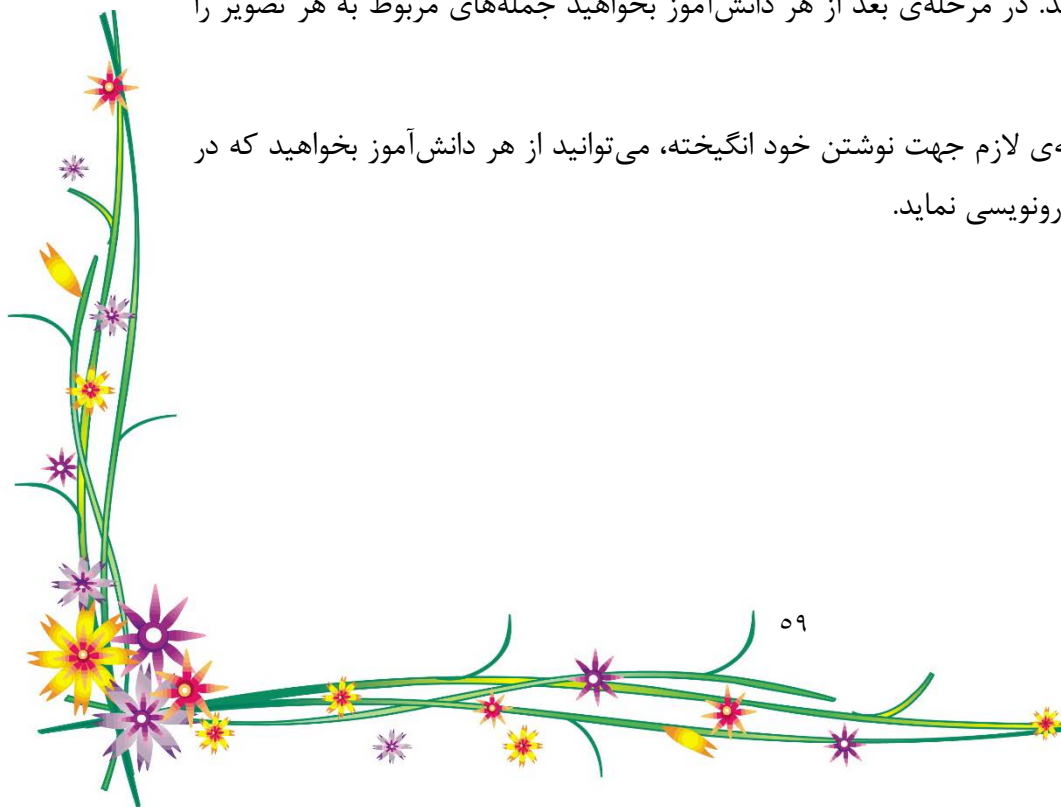 د. در مرحله‌ی بعد از هر دانش‌آموز بخواهید جمله‌های مربوط به هر تصویر را
ی لازم جهت نوشتن خود انگیخته، می‌توانید از هر دانش‌آموز بخواهید که در
رونویسی نماید.
۵۹